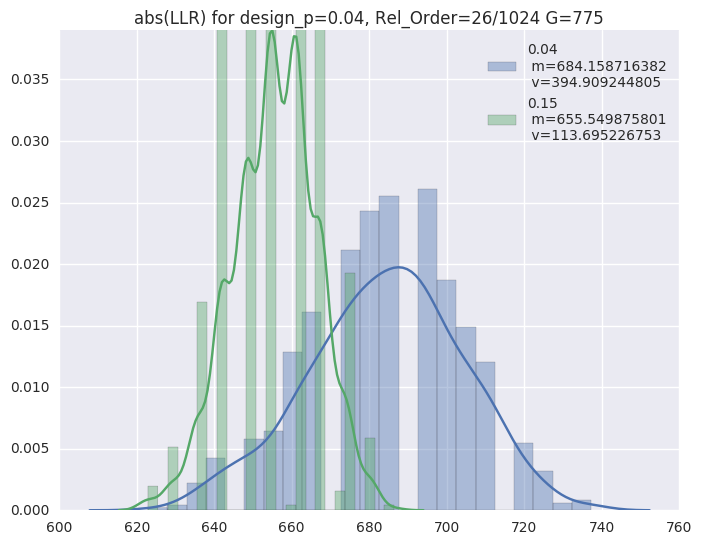 abs(LLR) for design_p=0.04, Rel_Order=26/1024 G=775
0.04
m=684.158716382
v=394.909244805
0.15
m=655.549875801
v=113.695226753
0.035
0.030
0.025
0.020
0.015
0.010
0.005
0.000
600 620 640 660 680 700 720 740 760